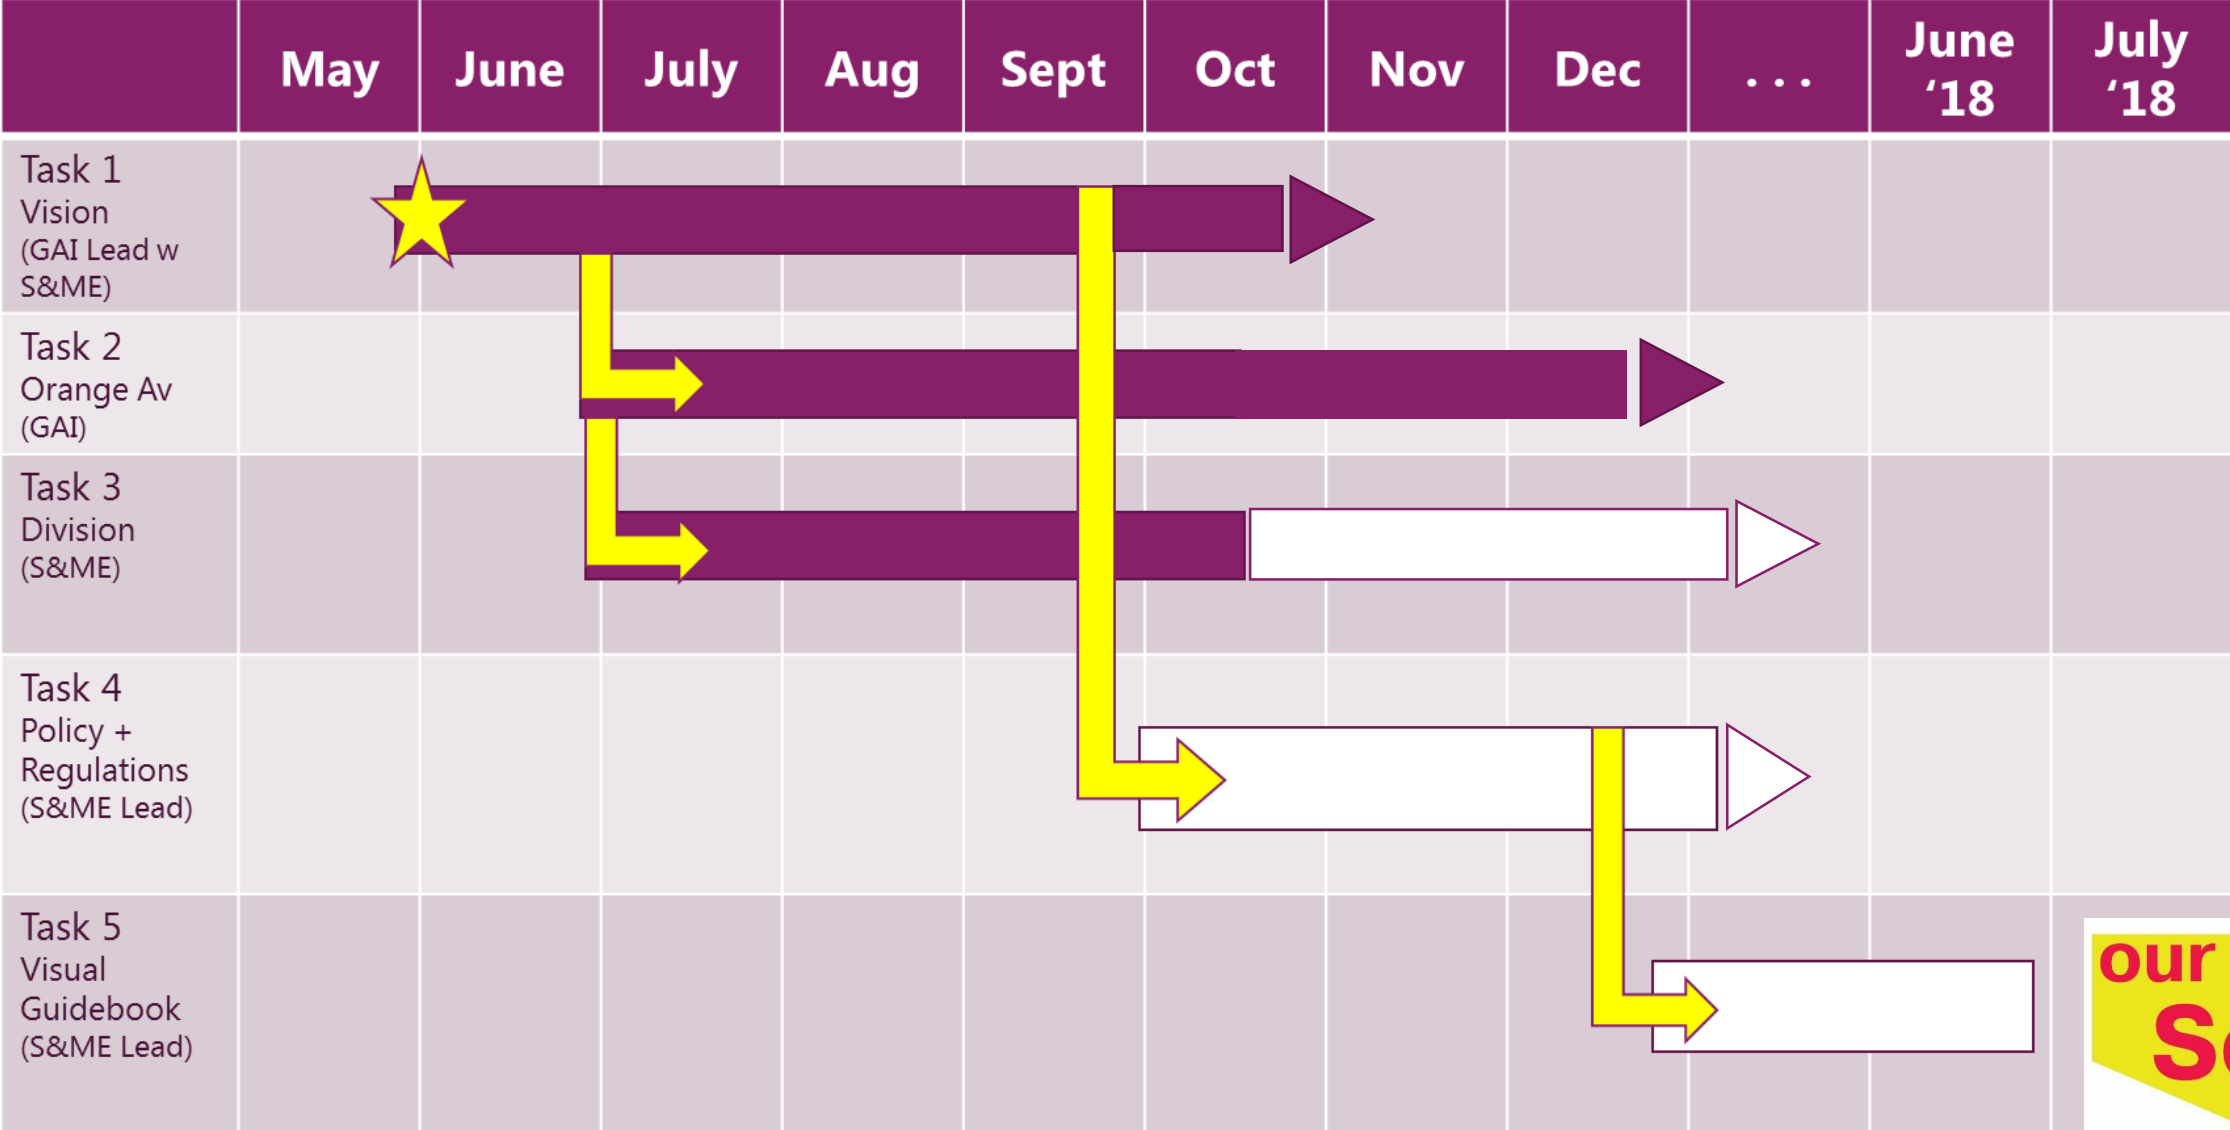 May June July Aug Sept Oct Nov Dec ... June ‘18 July ‘18
Task 1
Vision
(GAI Lead w
S&ME)
Task 2
Orange Av
(GAI)
Task 3
Division
(S&ME)
Task 4
Policy +
Regulations
(S&ME Lead)
Task 5
Visual
Guidebook
(S&ME Lead)
our